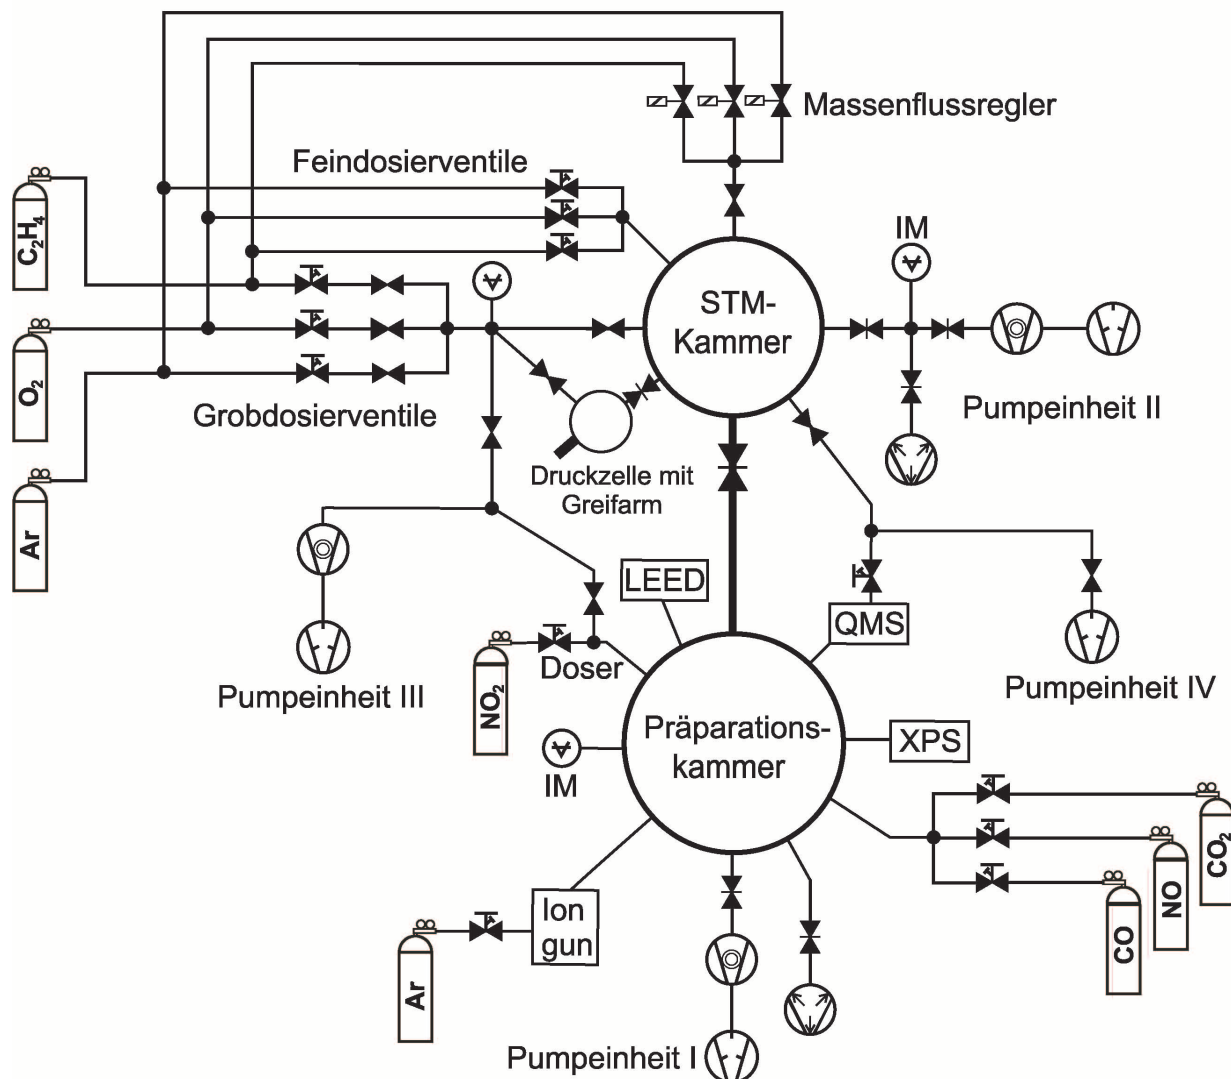 Massenflussregler
Feindosierventile
C₂H₄
IM
STM-
Kammer
O₂
Grobdosierventile
Pumpeinheit II
Druckzelle mit
Greifarm
Ar
LEED
QMS
NO₂
Doser
Pumpeinheit III
Pumpeinheit IV
Präparations-
kammer
XPS
IM
CO₂
NO
CO
Ion
gun
Ar
Pumpeinheit I